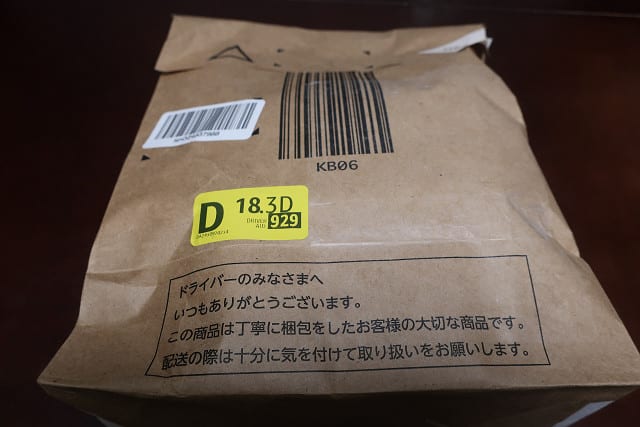 KB06
D 18.3D
DRIVER
AID 929
ドライバーのみなさまへ
いつもありがとうございます。
この商品は丁寧に梱包をしたお客様の大切な商品です。
配送の際は十分に気を付けて取り扱いをお願いします。